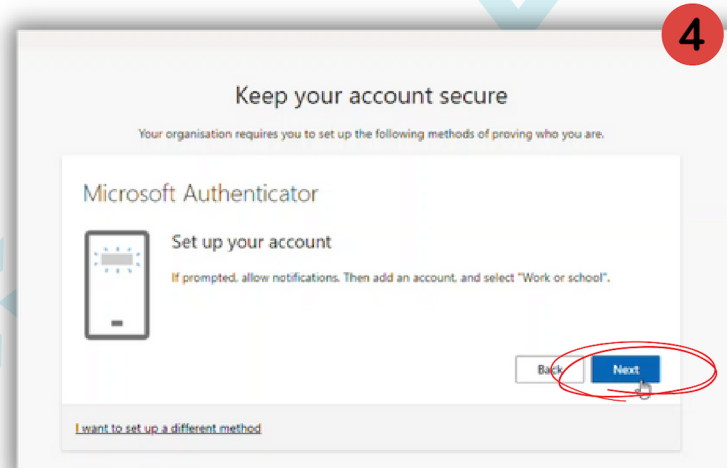 4
Keep your account secure
Your organisation requires you to set up the following methods of proving who you are.
Microsoft Authenticator
Set up your account
If prompted, allow notifications. Then add an account, and select "Work or school".
Back
Next
I want to set up a different method